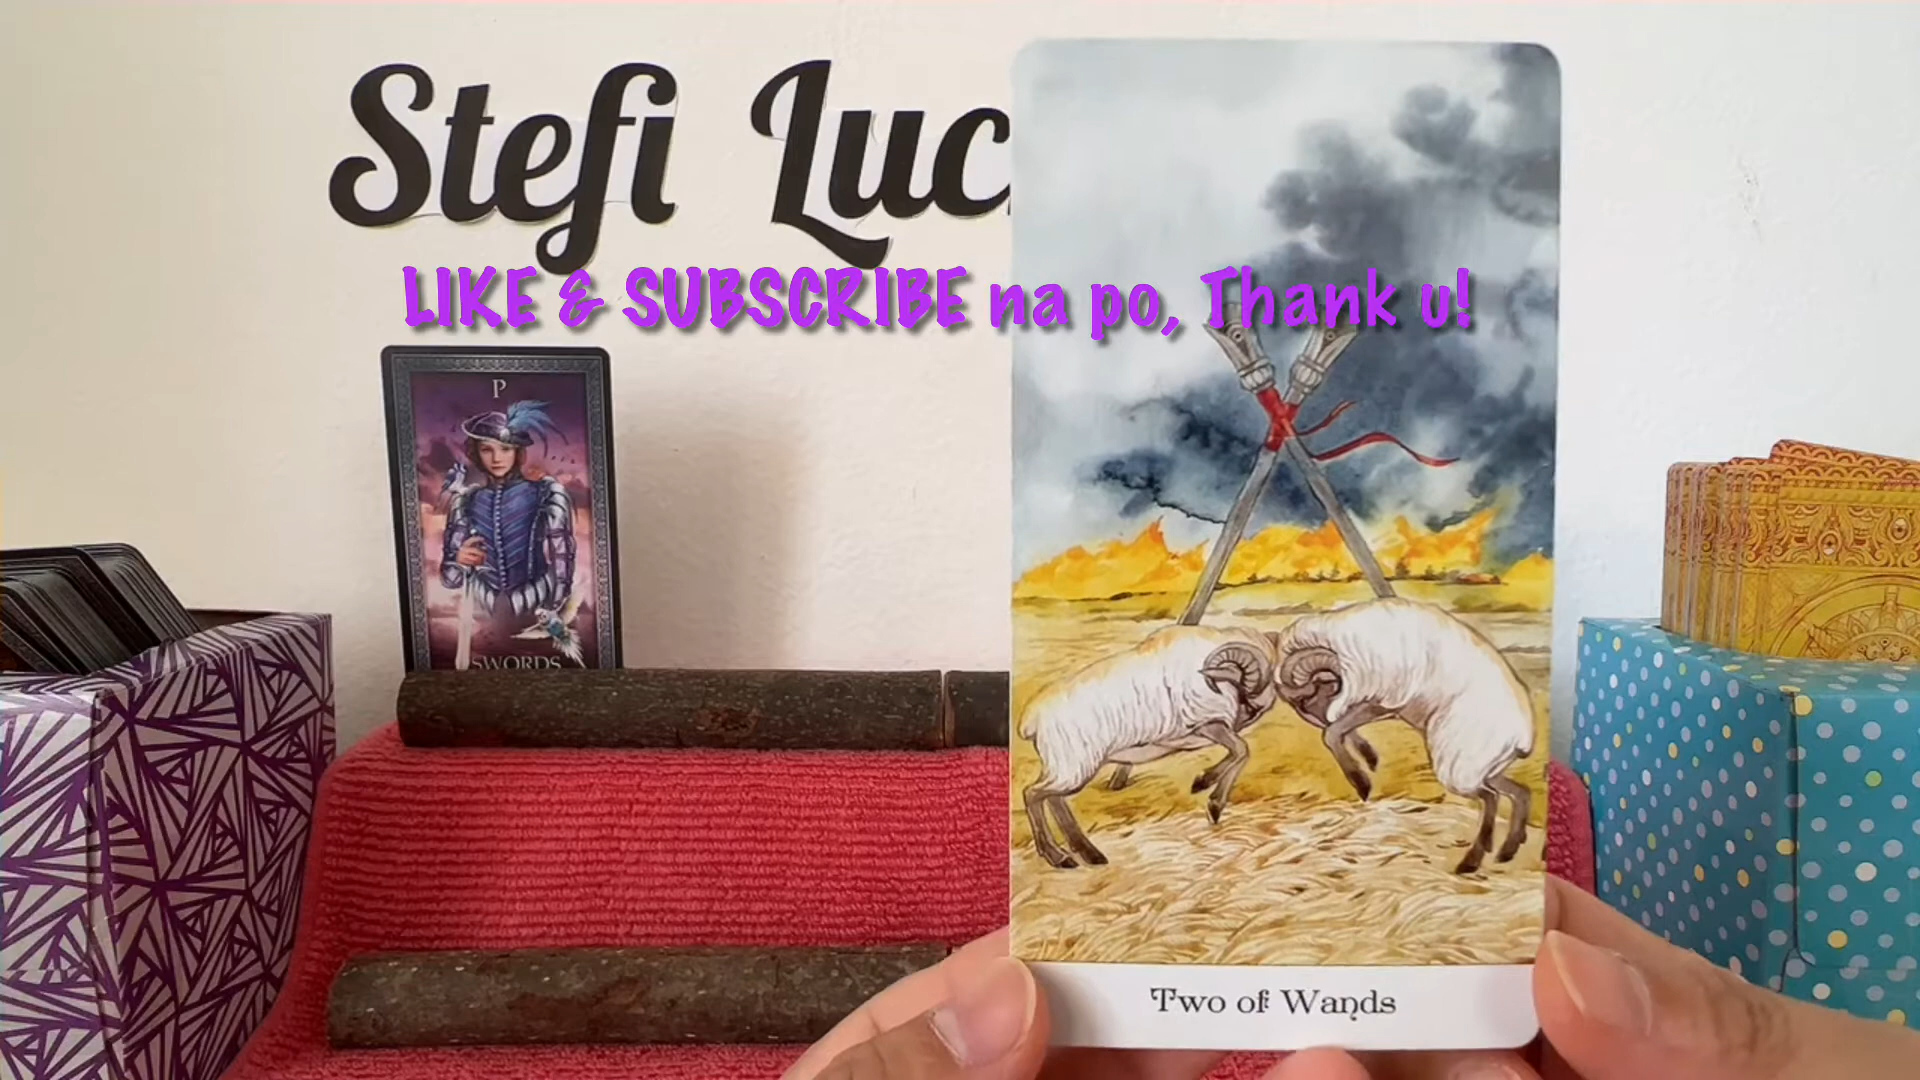 Stefi Luc
LIKE & SUBSCRIBE na po, Thank u!
P
SWORDS
Two of Wands